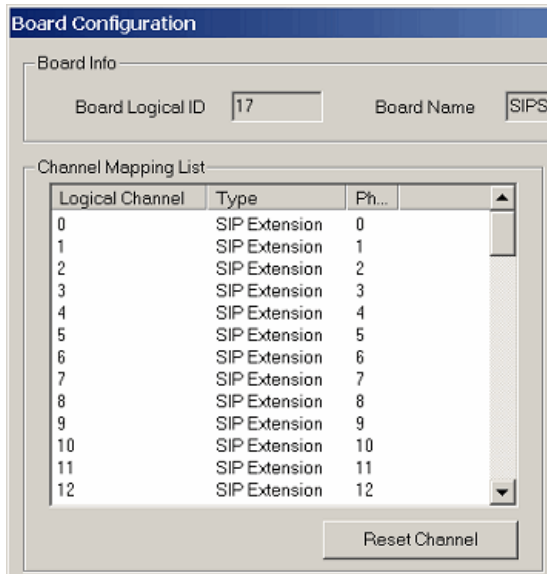 Board Configuration
Board Info
Board Logical ID 17 Board Name SIPS
Channel Mapping List
Logical Channel Type Ph...
0 SIP Extension 0
1 SIP Extension 1
2 SIP Extension 2
3 SIP Extension 3
4 SIP Extension 4
5 SIP Extension 5
6 SIP Extension 6
7 SIP Extension 7
8 SIP Extension 8
9 SIP Extension 9
10 SIP Extension 10
11 SIP Extension 11
12 SIP Extension 12
Reset Channel